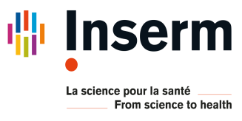 Inserm
La science pour la santé
From science to health